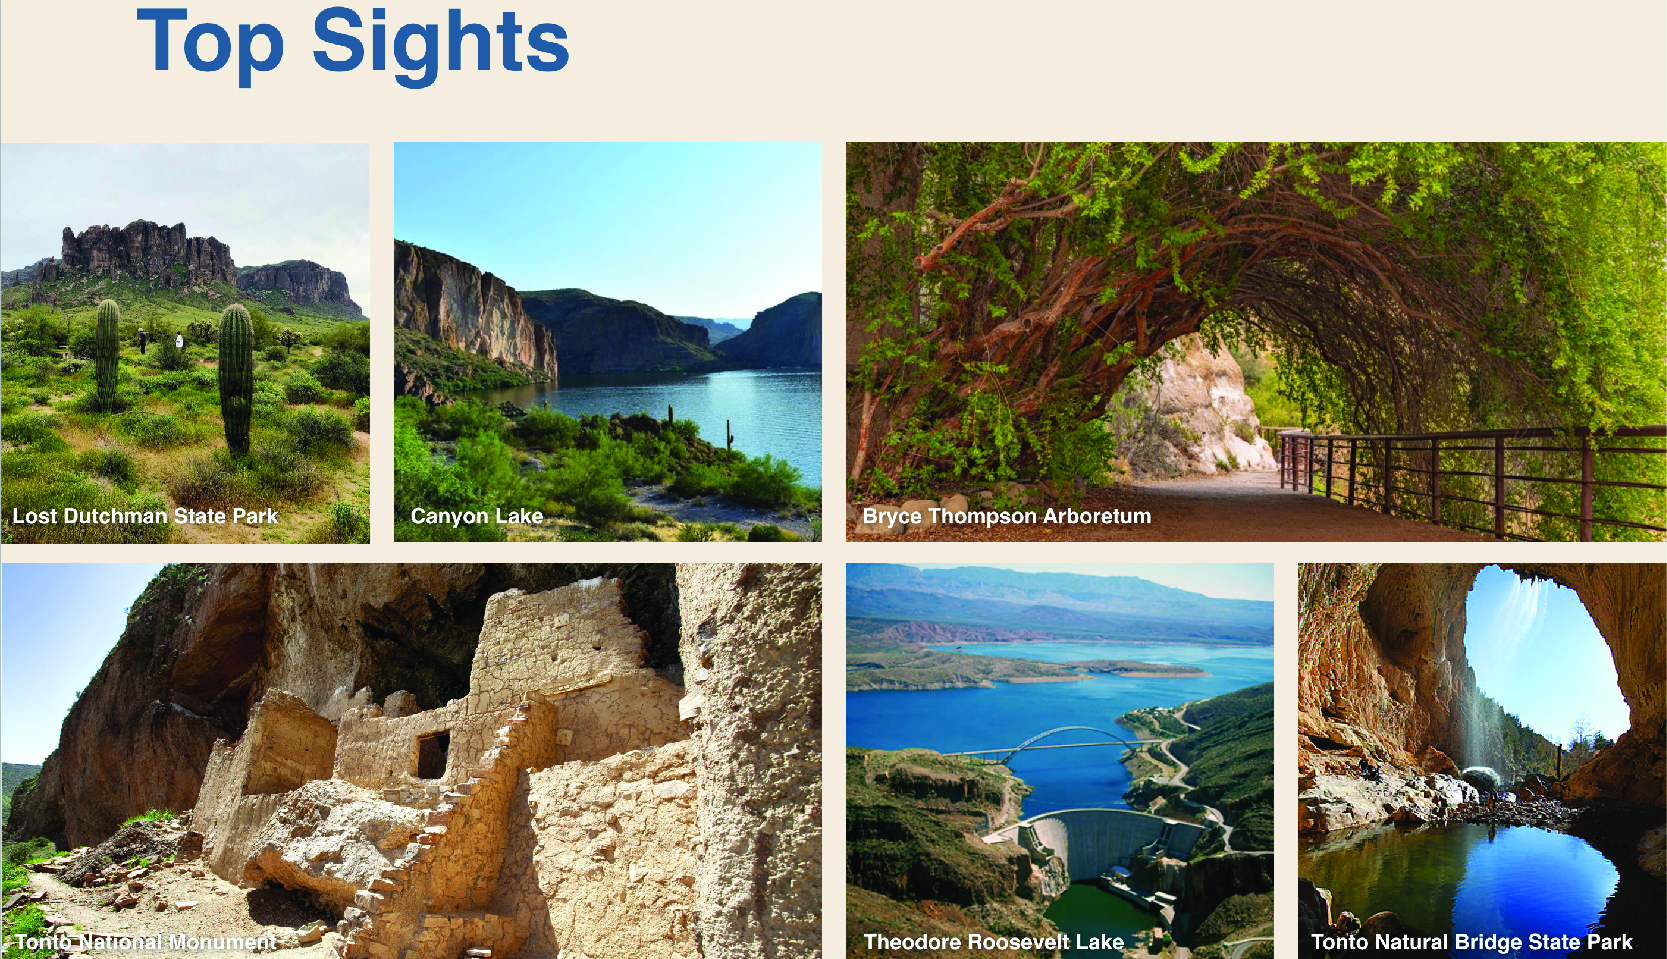 Top Sights
Lost Dutchman State Park
Canyon Lake
Bryce Thompson Arboretum
Tonto National Monument
Theodore Roosevelt Lake
Tonto Natural Bridge State Park